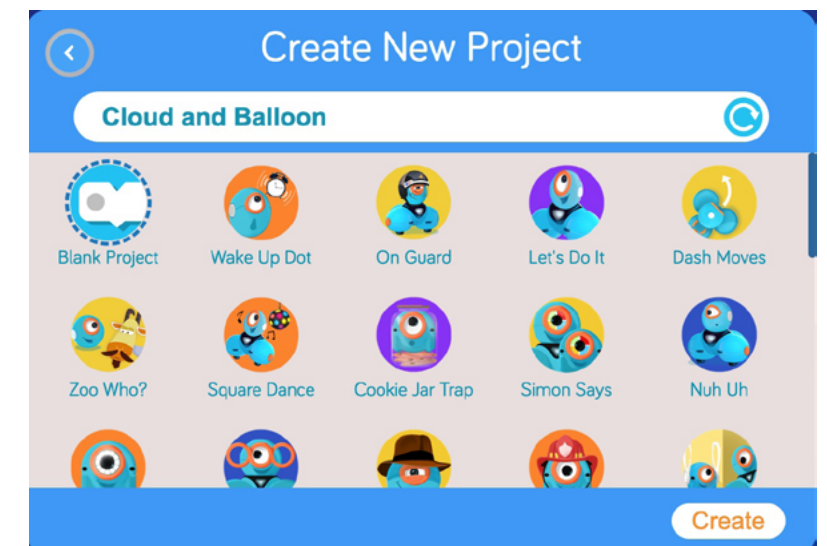 Create New Project
Cloud and Balloon
Blank Project Wake Up Dot On Guard Let's Do It Dash Moves
Zoo Who? Square Dance Cookie Jar Trap Simon Says Nuh Uh
Create